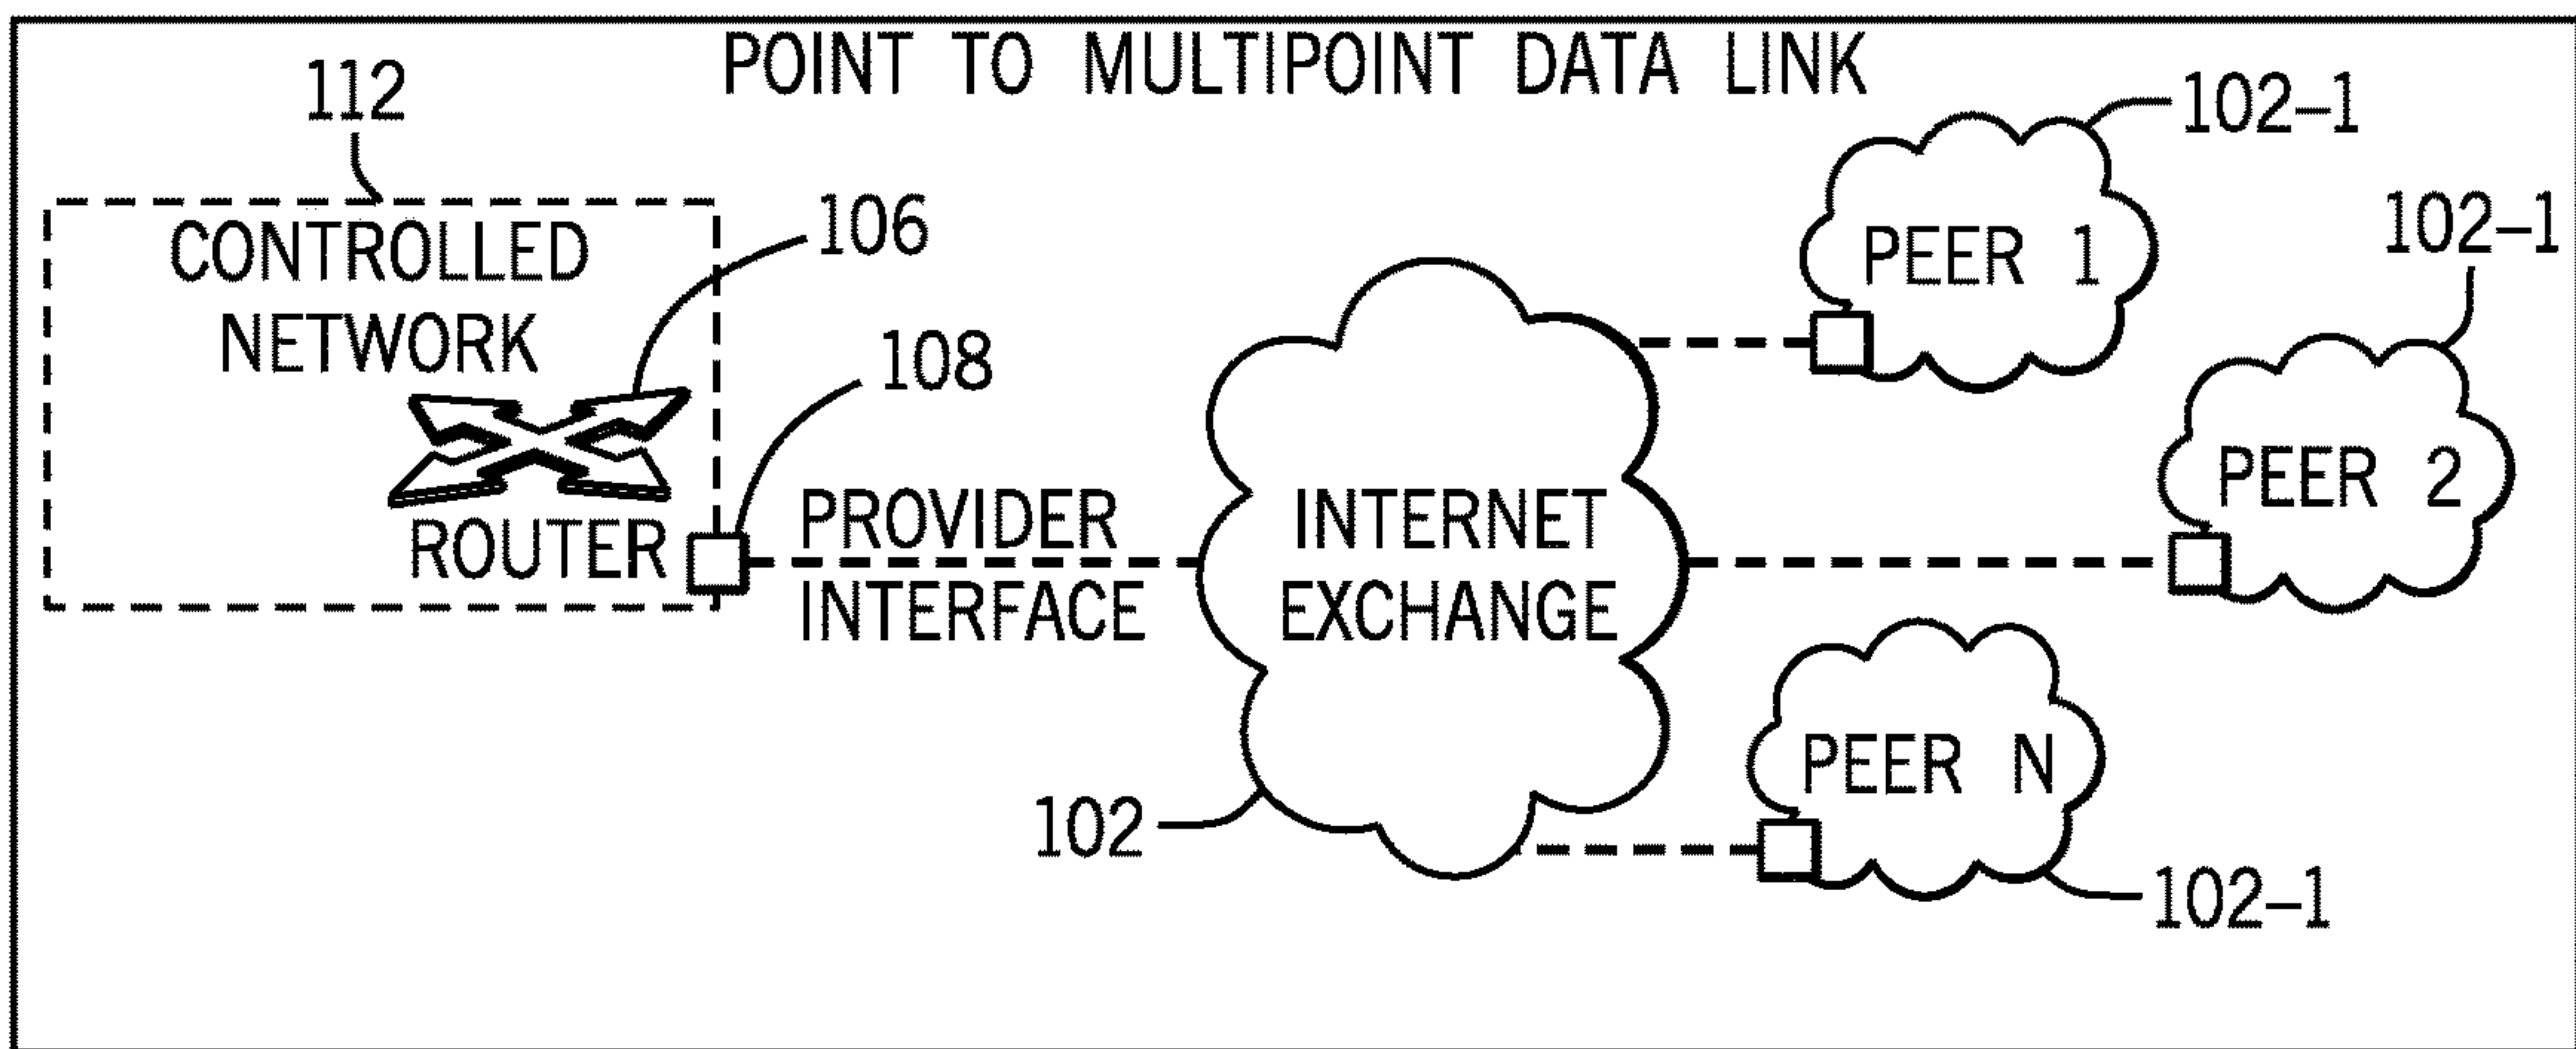 POINT TO MULTIPOINT DATA LINK
112
102-1
CONTROLLED
NETWORK
106
PEER 1
102-1
108
PEER 2
ROUTER
PROVIDER
INTERFACE
INTERNET
EXCHANGE
PEER N
102
102-1